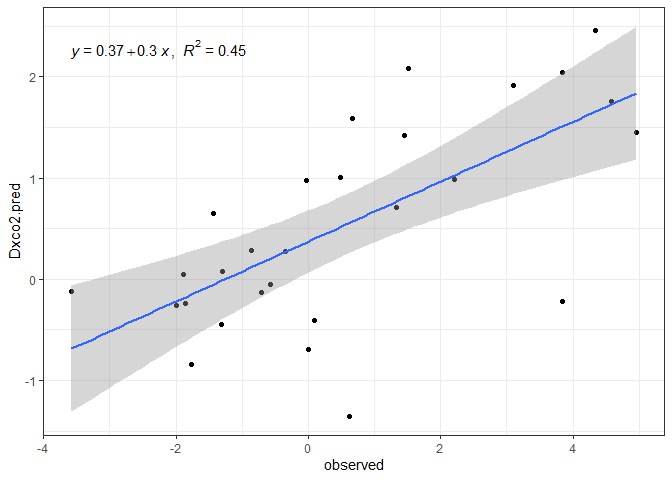 y = 0.37 + 0.3 x ,  R² = 0.45
Dxco2.pred
2
1
0
-1
-4 -2 0 2 4
observed